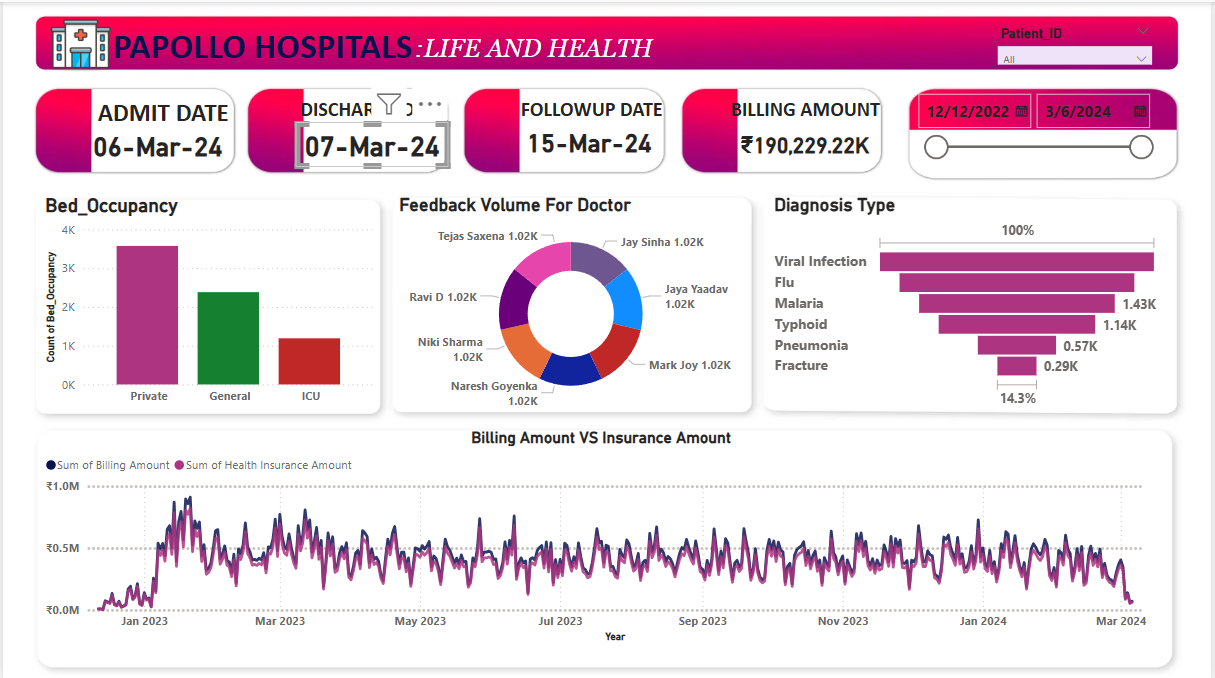 PAPOLLO HOSPITALS :LIFE AND HEALTH
Patient_ID
All
ADMIT DATE
06-Mar-24
DISCHAR
07-Mar-24
FOLLOWUP DATE
15-Mar-24
BILLING AMOUNT
₹190,229.22K
12/12/2022
3/6/2024
Bed_Occupancy
Count of Bed_Occupancy
4K
3K
2K
1K
0K
Private
General
ICU
Feedback Volume For Doctor
Tejas Saxena 1.02K
Jay Sinha 1.02K
Ravi D 1.02K
Jaya Yaadav
1.02K
Niki Sharma
1.02K
Mark Joy 1.02K
Naresh Goyenka
1.02K
Diagnosis Type
100%
Viral Infection
Flu
Malaria
1.43K
Typhoid
1.14K
Pneumonia
0.57K
Fracture
0.29K
14.3%
Billing Amount VS Insurance Amount
Sum of Billing Amount
Sum of Health Insurance Amount
₹1.0M
₹0.5M
₹0.0M
Jan 2023
Mar 2023
May 2023
Jul 2023
Sep 2023
Nov 2023
Jan 2024
Mar 2024
Year